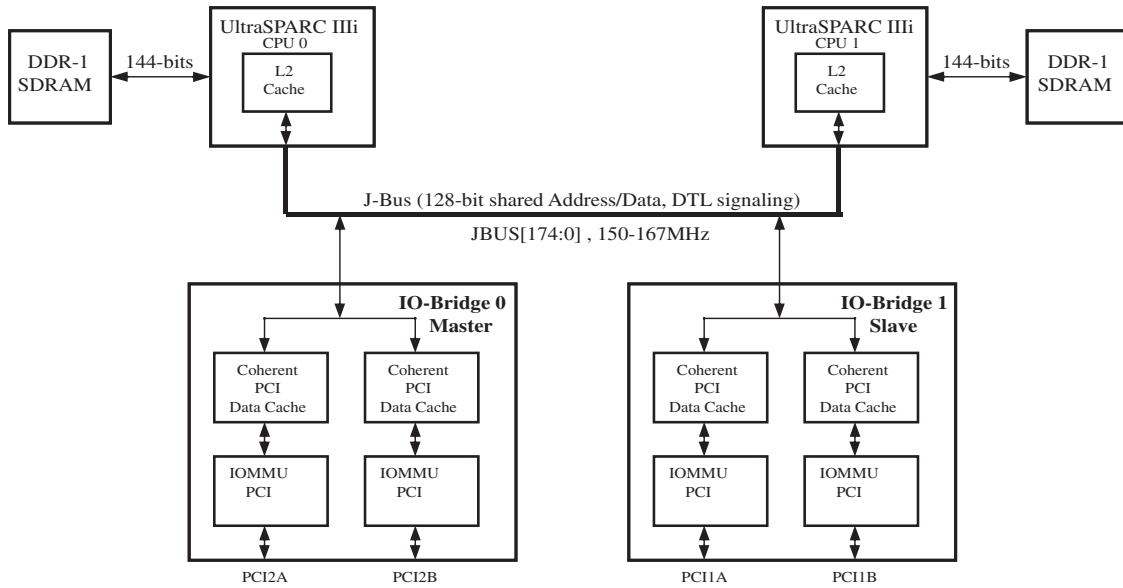 UltraSPARC IIIi
CPU 0
L2
Cache
DDR-1
SDRAM
144-bits
UltraSPARC IIIi
CPU 1
L2
Cache
144-bits
DDR-1
SDRAM
J-Bus (128-bit shared Address/Data, DTL signaling)
JBUS[174:0] , 150-167MHz
IO-Bridge 0
Master
Coherent
PCI
Data Cache
Coherent
PCI
Data Cache
IOMMU
PCI
IOMMU
PCI
PCI2A
PCI2B
IO-Bridge 1
Slave
Coherent
PCI
Data Cache
Coherent
PCI
Data Cache
IOMMU
PCI
IOMMU
PCI
PCI1A
PCI1B